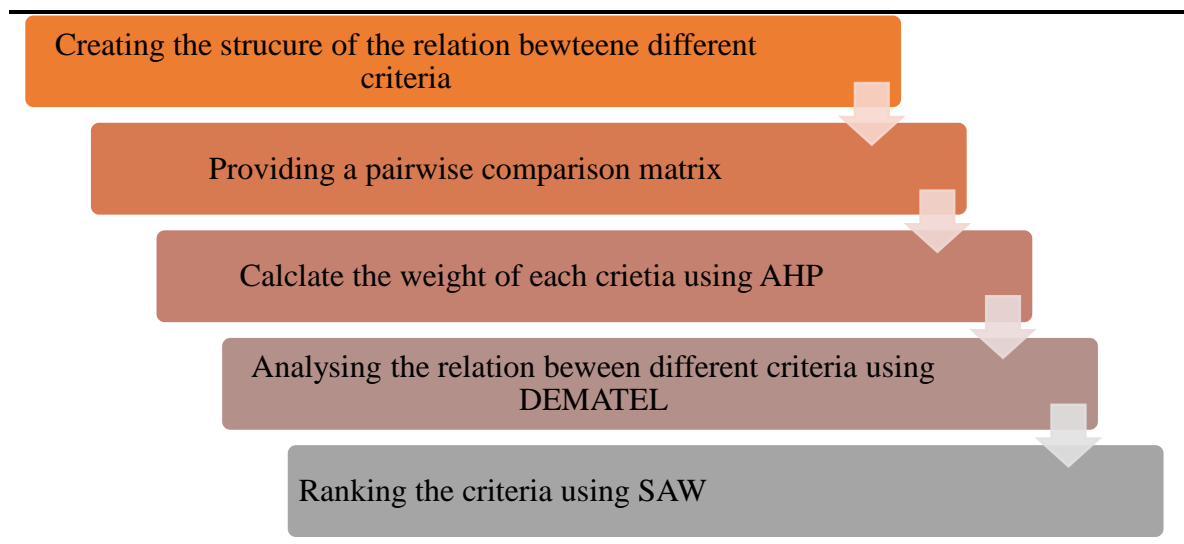 Creating the strucure of the relation bewteene different
criteria
Providing a pairwise comparison matrix
Calclate the weight of each crietia using AHP
Analysing the relation beween different criteria using
DEMATEL
Ranking the criteria using SAW